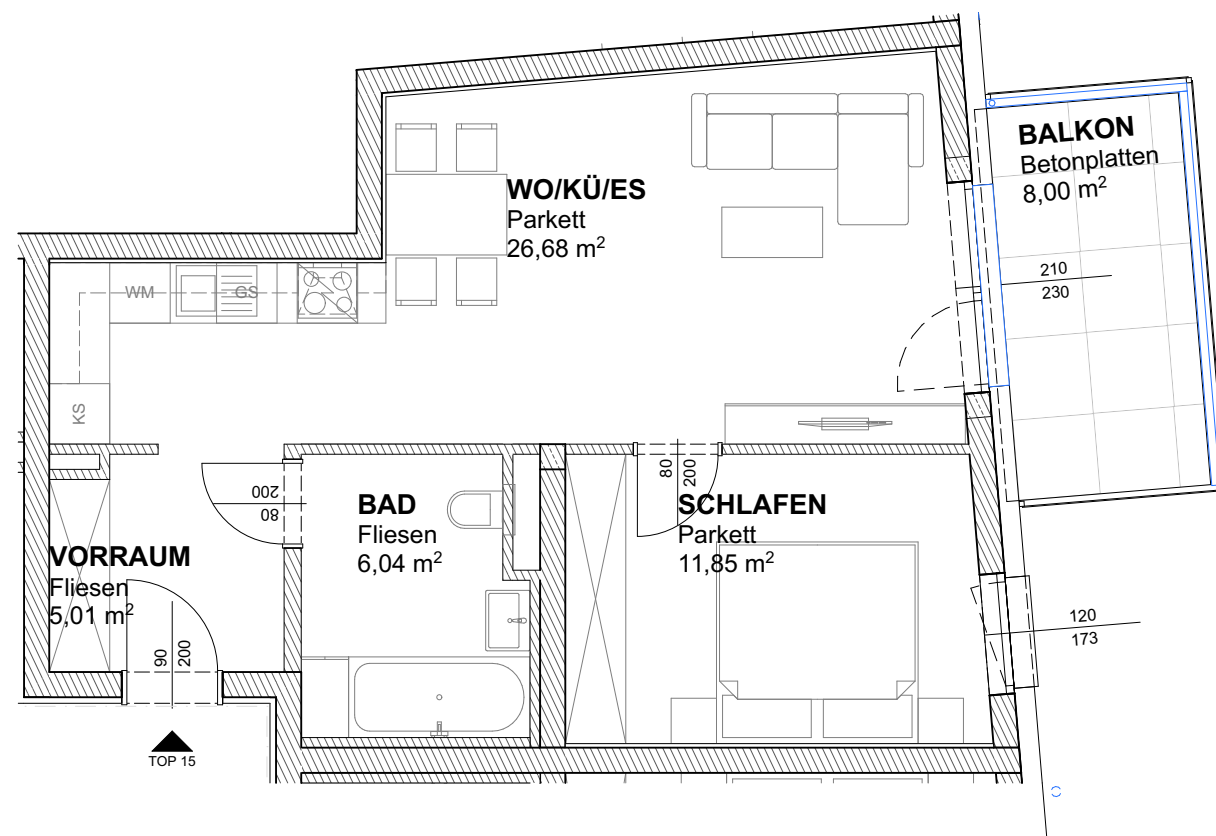 BALKON
Betonplatten
8,00 m²
WO/KÜ/ES
Parkett
26,68 m²
210
230
WM
GS
KS
80
200
200
80
BAD
Fliesen
6,04 m²
SCHLAFEN
Parkett
11,85 m²
VORRAUM
Fliesen
5,01 m²
90
200
120
173
TOP 15